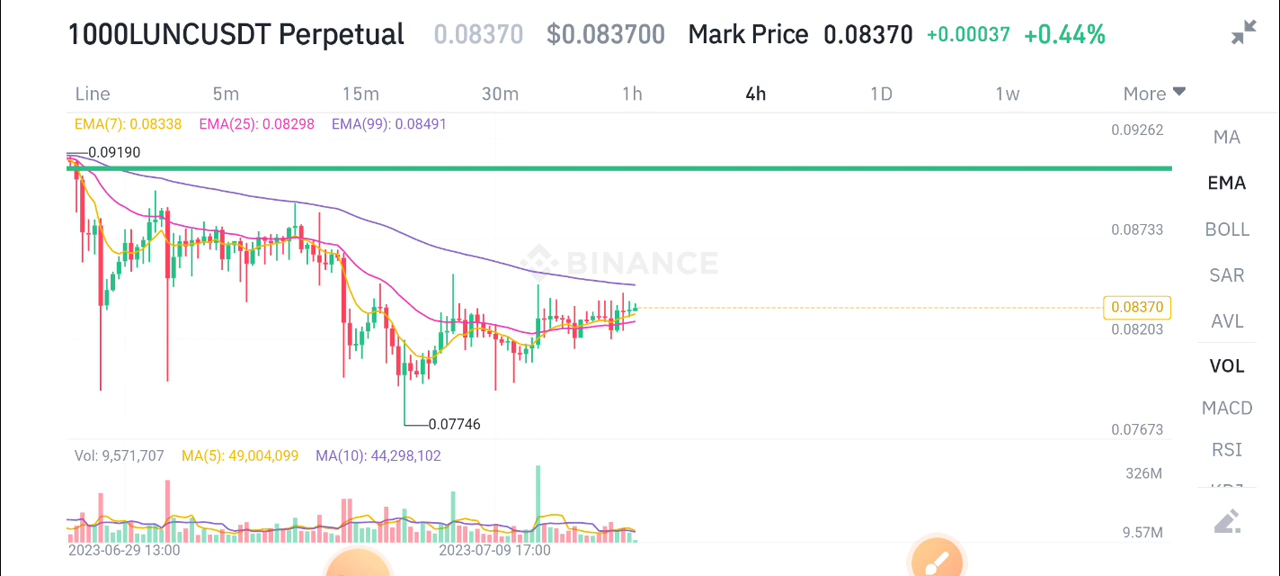 1000LUNCUSDT Perpetual 0.08370 $0.083700 Mark Price 0.08370 +0.00037 +0.44%
Line 5m 15m 30m 1h 4h 1D 1w More
EMA(7): 0.08338 EMA(25): 0.08298 EMA(99): 0.08491
0.09262
MA
0.09190
EMA
0.08733
BOLL
BINANCE
SAR
0.08370
AVL
0.08203
VOL
MACD
0.07746
0.07673
RSI
Vol: 9,571,707 MA(5): 49,004,099 MA(10): 44,298,102
326M
KDJ
9.57M
2023-06-29 13:00 2023-07-09 17:00